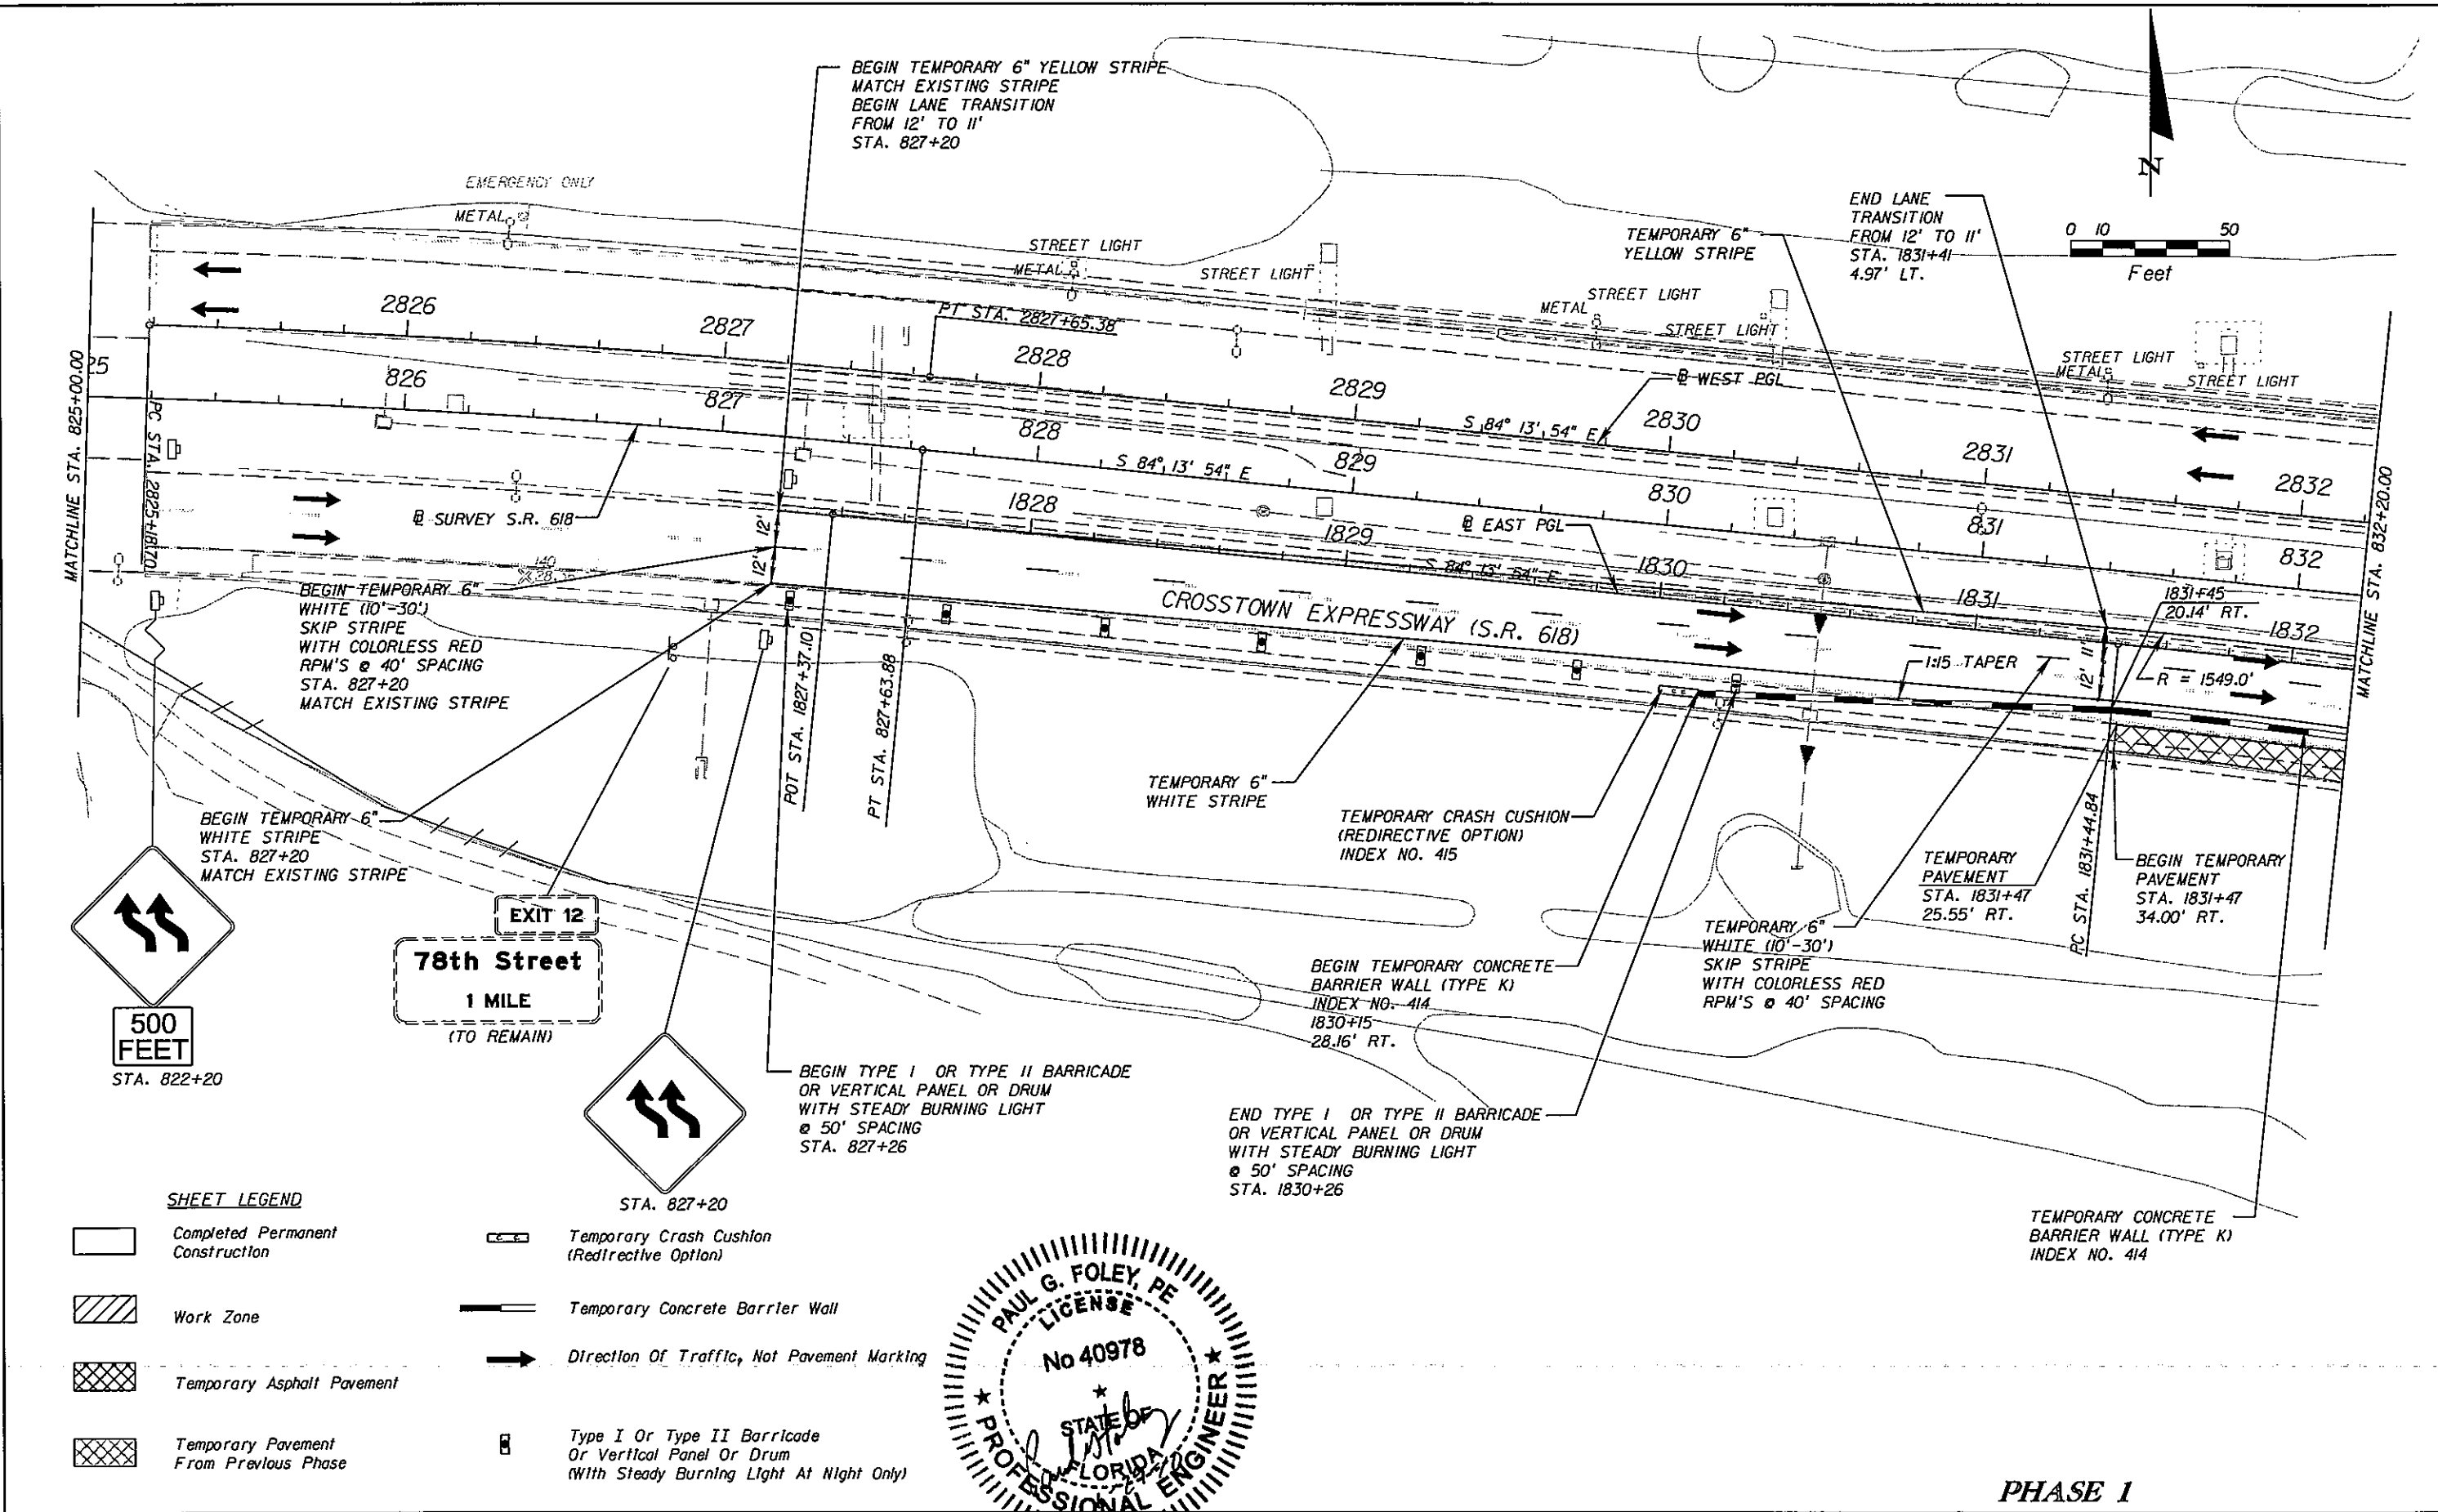 BEGIN TEMPORARY 6" YELLOW STRIPE
MATCH EXISTING STRIPE
BEGIN LANE TRANSITION
FROM 12' TO 11'
STA. 827+20
N
0 10 50
Feet
END LANE
TRANSITION
FROM 12' TO 11'
STA. 1831+41
4.97' LT.
TEMPORARY 6"
YELLOW STRIPE
EMERGENCY ONLY
METAL
STREET LIGHT
METAL
STREET LIGHT
STREET LIGHT
METAL
STREET LIGHT
STREET LIGHT
METAL
STREET LIGHT
MATCHLINE STA. 825+00.00
25
PC STA. 2825+18.70
2826
2827
PT STA. 2827+65.38
2828
2829
2830
2831
2832
℄ WEST PGL
S 84° 13' 54" E
826
827
828
829
830
831
832
S 84° 13' 54" E
℄ SURVEY S.R. 618
1828
1829
1830
1831
1832
℄ EAST PGL
S 84° 13' 54" E
CROSSTOWN EXPRESSWAY (S.R. 618)
12'
12'
140
1831+45
20.14' RT.
11'
12'
1:15 TAPER
R = 1549.0'
MATCHLINE STA. 832+20.00
BEGIN TEMPORARY 6"
WHITE (10'-30')
SKIP STRIPE
WITH COLORLESS RED
RPM'S @ 40' SPACING
STA. 827+20
MATCH EXISTING STRIPE
POT STA. 1827+37.10
PT STA. 827+63.88
BEGIN TEMPORARY 6"
WHITE STRIPE
STA. 827+20
MATCH EXISTING STRIPE
TEMPORARY 6"
WHITE STRIPE
TEMPORARY CRASH CUSHION
(REDIRECTIVE OPTION)
INDEX NO. 415
TEMPORARY
PAVEMENT
STA. 1831+47
25.55' RT.
PC STA. 1831+44.84
BEGIN TEMPORARY
PAVEMENT
STA. 1831+47
34.00' RT.
EXIT 12
78th Street
1 MILE
(TO REMAIN)
500
FEET
STA. 822+20
TEMPORARY 6"
WHITE (10'-30')
SKIP STRIPE
WITH COLORLESS RED
RPM'S @ 40' SPACING
BEGIN TEMPORARY CONCRETE
BARRIER WALL (TYPE K)
INDEX NO. 414
1830+15
28.16' RT.
BEGIN TYPE I OR TYPE II BARRICADE
OR VERTICAL PANEL OR DRUM
WITH STEADY BURNING LIGHT
@ 50' SPACING
STA. 827+26
END TYPE I OR TYPE II BARRICADE
OR VERTICAL PANEL OR DRUM
WITH STEADY BURNING LIGHT
@ 50' SPACING
STA. 1830+26
STA. 827+20
TEMPORARY CONCRETE
BARRIER WALL (TYPE K)
INDEX NO. 414
SHEET LEGEND
Completed Permanent
Construction
Work Zone
Temporary Asphalt Pavement
Temporary Pavement
From Previous Phase
Temporary Crash Cushion
(Redirective Option)
Temporary Concrete Barrier Wall
Direction Of Traffic, Not Pavement Marking
Type I Or Type II Barricade
Or Vertical Panel Or Drum
(With Steady Burning Light At Night Only)
PAUL G. FOLEY, PE
LICENSE
No 40978
STATE OF
FLORIDA
PROFESSIONAL ENGINEER
PHASE 1